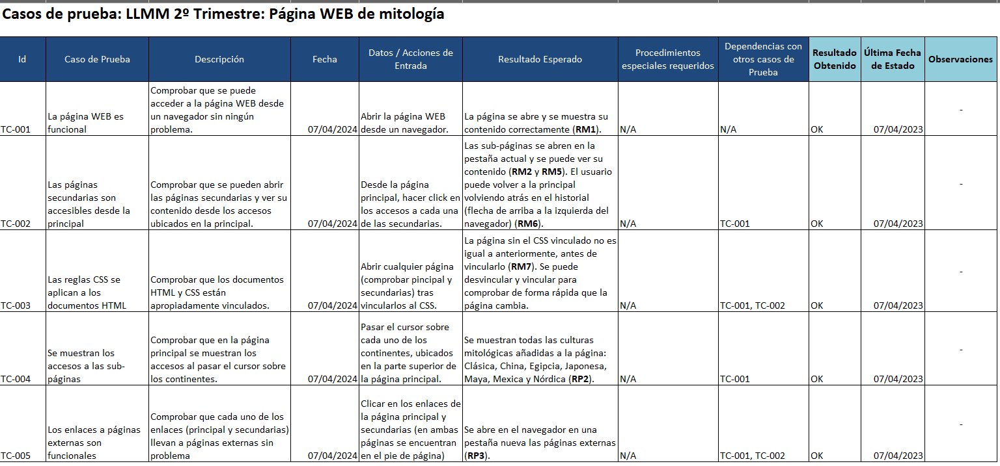 Casos de prueba: LLMM 2º Trimestre: Página WEB de mitología
Id
Caso de Prueba
Descripción
Fecha
Datos / Acciones de
Entrada
Resultado Esperado
Procedimientos
especiales requeridos
Dependencias con
otros casos de
Prueba
Resultado
Obtenido
Última Fecha
de Estado
Observaciones
TC-001
La página WEB es
funcional
Comprobar que se puede
acceder a la página WEB desde
un navegador sin ningún
problema.
07/04/2024
Abrir la página WEB
desde un navegador.
La página se abre y se muestra su
contenido correctamente (RM1).
N/A
N/A
OK
07/04/2023
-
TC-002
Las páginas
secundarias son
accesibles desde la
principal
Comprobar que se pueden abrir
las páginas secundarias y ver su
contenido desde los accesos
ubicados en la principal.
07/04/2024
Desde la página
principal, hacer click en
los accesos a cada una
de las secundarias.
Las sub-páginas se abren en la
pestaña actual y se puede ver su
contenido (RM2 y RM5). El usuario
puede volver a la principal
volviendo atrás en el historial
(flecha de arriba a la izquierda del
navegador) (RM6).
N/A
TC-001
OK
07/04/2023
-
TC-003
Las reglas CSS se
aplican a los
documentos HTML
Comprobar que los documentos
HTML y CSS están
apropiadamente vinculados.
07/04/2024
Abrir cualquier página
(comprobar pincipal y
secundarias) tras
vincularlos al CSS.
La página sin el CSS vinculado no es
igual a anteriormente, antes de
vincularlo (RM7). Se puede
desvincular y vincular para
comprobar de forma rápida que la
página cambia.
N/A
TC-001, TC-002
OK
07/04/2023
-
TC-004
Se muestran los
accesos a las sub-
páginas
Comprobar que en la página
principal se muestran los
accesos al pasar el cursor sobre
los continentes.
07/04/2024
Pasar el cursor sobre
cada uno de los
continentes, ubicados
en la parte superior de
la página principal.
Se muestran todas las culturas
mitológicas añadidas a la página:
Clásica, China, Egipcia, Japonesa,
Maya, Mexica y Nórdica (RP2).
N/A
TC-001
OK
07/04/2023
-
TC-005
Los enlaces a páginas
externas son
funcionales
Comprobar que cada uno de los
enlaces (principal y secundarias)
llevan a páginas externas sin
problema
07/04/2024
Clicar en los enlaces de
la página principal y
secundarias (en ambas
páginas se encuentran
en el pie de página)
Se abre en el navegador en una
pestaña nueva las páginas externas
(RP3).
N/A
TC-001, TC-002
OK
07/04/2023
-